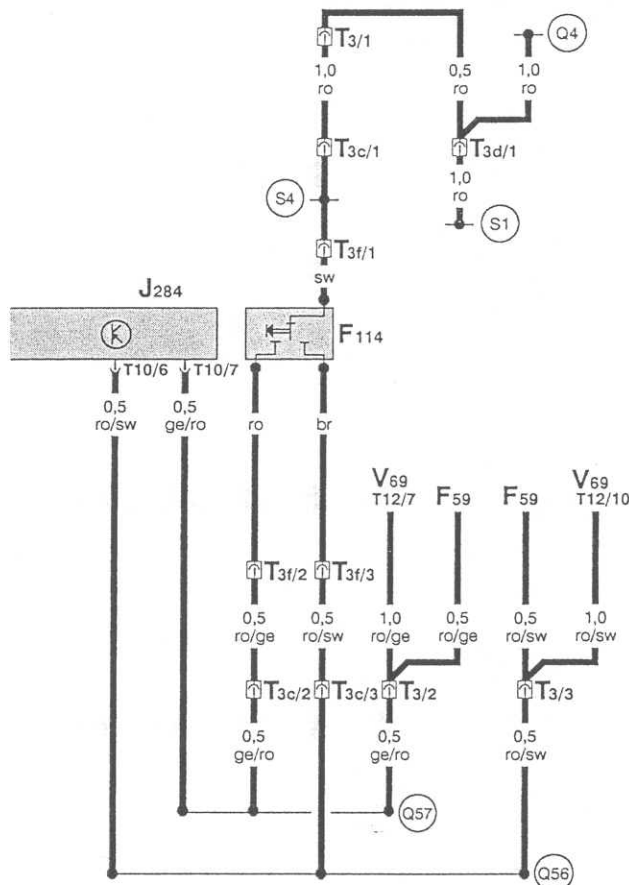 T3/1
Q4
1,0
ro
0,5
ro
1,0
ro
T3c/1
T3d/1
1,0
ro
S4
S1
T3f/1
sw
J284
F114
T10/6
T10/7
0,5
ro/sw
0,5
ge/ro
ro
br
V69
T12/7
F59
F59
V69
T12/10
T3f/2
T3f/3
0,5
ro/ge
0,5
ro/sw
1,0
ro/ge
0,5
ro/ge
0,5
ro/sw
1,0
ro/sw
T3c/2
T3c/3
T3/2
T3/3
0,5
ge/ro
0,5
ge/ro
0,5
ro/sw
Q57
Q56